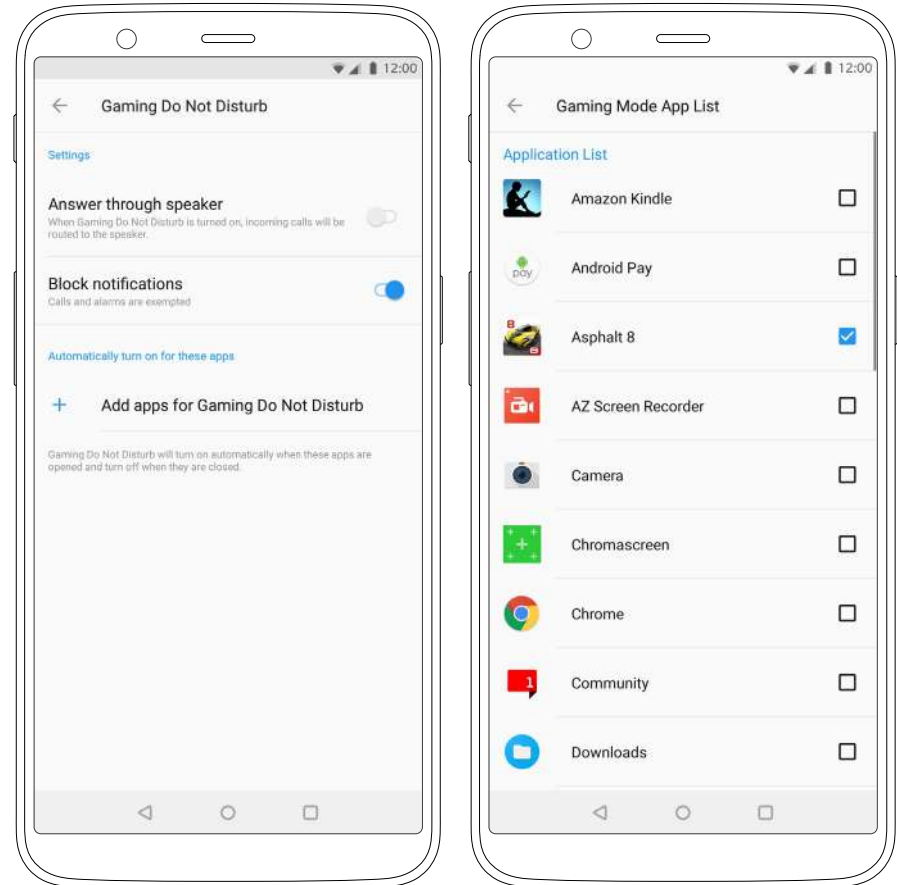 12:00
Gaming Do Not Disturb
Settings
Answer through speaker
When Gaming Do Not Disturb is turned on, incoming calls will be
routed to the speaker.
Block notifications
Calls and alarms are exempted
Automatically turn on for these apps
+ Add apps for Gaming Do Not Disturb
Gaming Do Not Disturb will turn on automatically when these apps are
opened and turn off when they are closed.
12:00
Gaming Mode App List
Application List
Amazon Kindle
pay Android Pay
8 8 Asphalt 8
AZ Screen Recorder
Camera
Chromascreen
Chrome
1 Community
Downloads